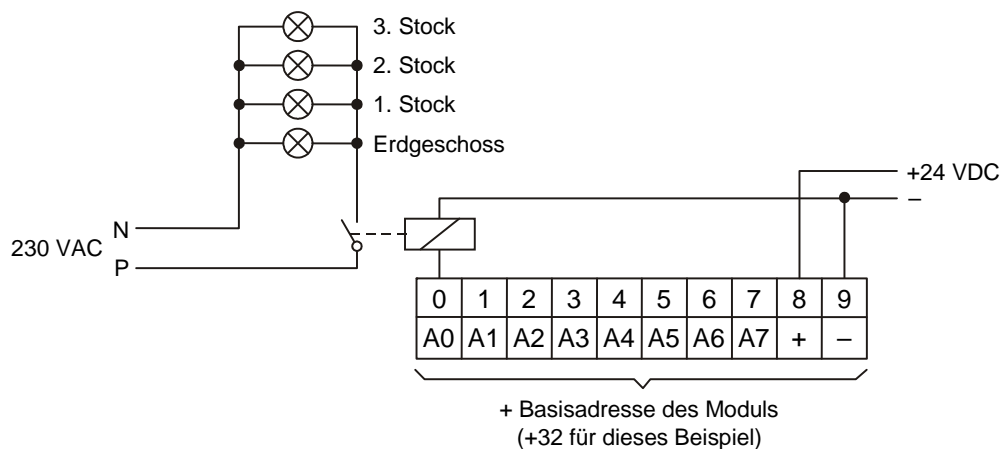 3. Stock
2. Stock
1. Stock
Erdgeschoss
+24 VDC
–
N
230 VAC
P
0 1 2 3 4 5 6 7 8 9
A0 A1 A2 A3 A4 A5 A6 A7 + –
+ Basisadresse des Moduls
(+32 für dieses Beispiel)